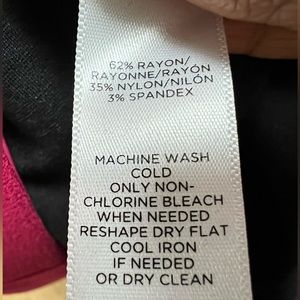 62% RAYON/
RAYONNE/RAYÓN
35% NYLON/NILÓN
3% SPANDEX
MACHINE WASH
COLD
ONLY NON-
CHLORINE BLEACH
WHEN NEEDED
RESHAPE DRY FLAT
COOL IRON
IF NEEDED
OR DRY CLEAN